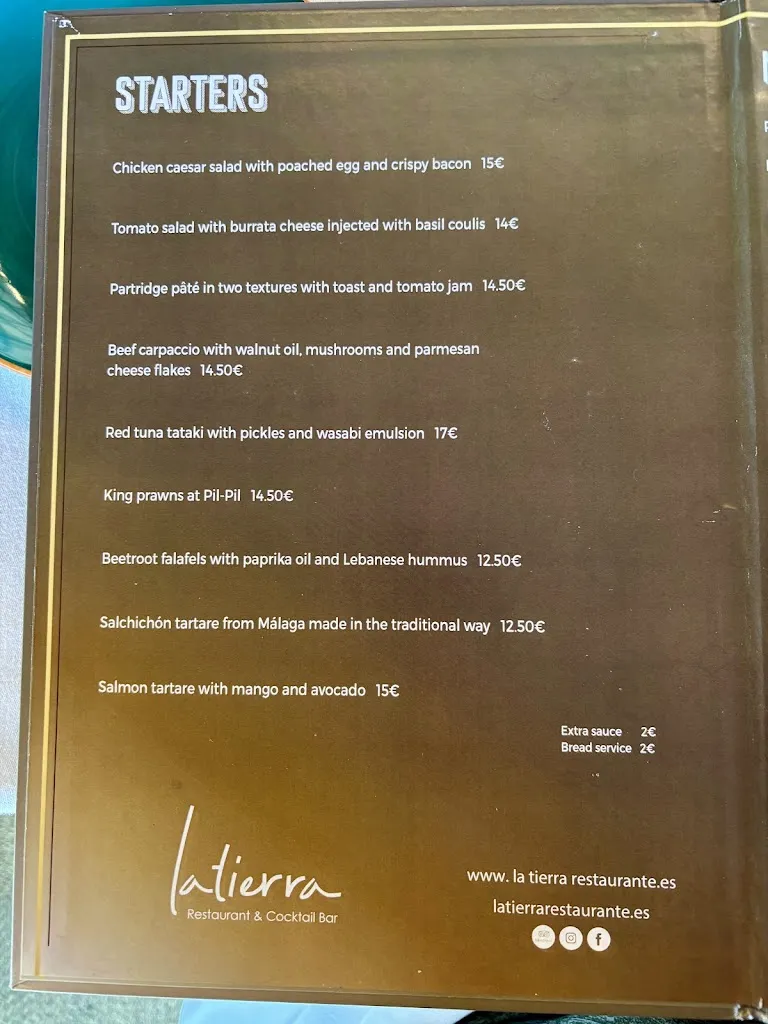 STARTERS
Chicken caesar salad with poached egg and crispy bacon 15€
Tomato salad with burrata cheese injected with basil coulis 14€
Partridge pâté in two textures with toast and tomato jam 14.50€
Beef carpaccio with walnut oil, mushrooms and parmesan
cheese flakes 14.50€
Red tuna tataki with pickles and wasabi emulsion 17€
King prawns at Pil-Pil 14.50€
Beetroot falafels with paprika oil and Lebanese hummus 12.50€
Salchichón tartare from Málaga made in the traditional way 12.50€
Salmon tartare with mango and avocado 15€
Extra sauce 2€
Bread service 2€
latierra
Restaurant & Cocktail Bar
www. la tierra restaurante.es
latierrarestaurante.es